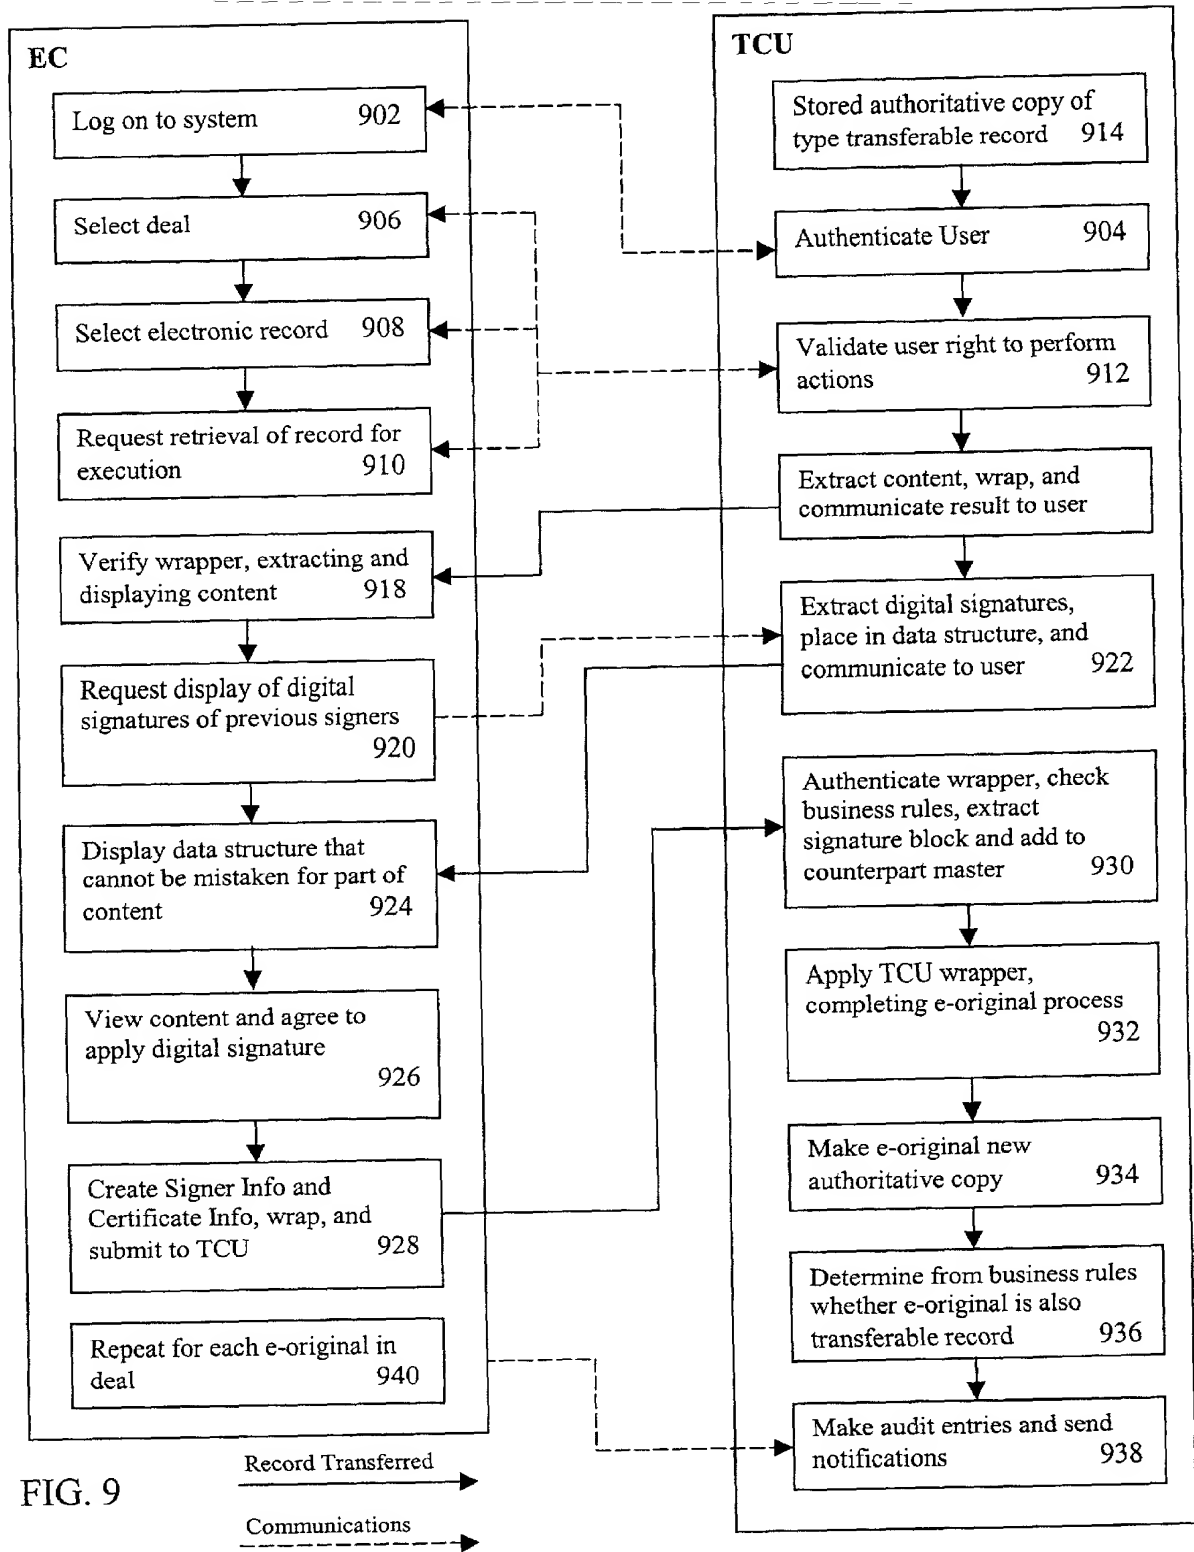 EC
Log on to system 902
Select deal 906
Select electronic record 908
Request retrieval of record for
execution 910
Verify wrapper, extracting and
displaying content 918
Request display of digital
signatures of previous signers
920
Display data structure that
cannot be mistaken for part of
content 924
View content and agree to
apply digital signature
926
Create Signer Info and
Certificate Info, wrap, and
submit to TCU 928
Repeat for each e-original in
deal 940
TCU
Stored authoritative copy of
type transferable record 914
Authenticate User 904
Validate user right to perform
actions 912
Extract content, wrap, and
communicate result to user
Extract digital signatures,
place in data structure, and
communicate to user 922
Authenticate wrapper, check
business rules, extract
signature block and add to
counterpart master 930
Apply TCU wrapper,
completing e-original process
932
Make e-original new
authoritative copy 934
Determine from business rules
whether e-original is also
transferable record 936
Make audit entries and send
notifications 938
FIG. 9
Record Transferred
Communications